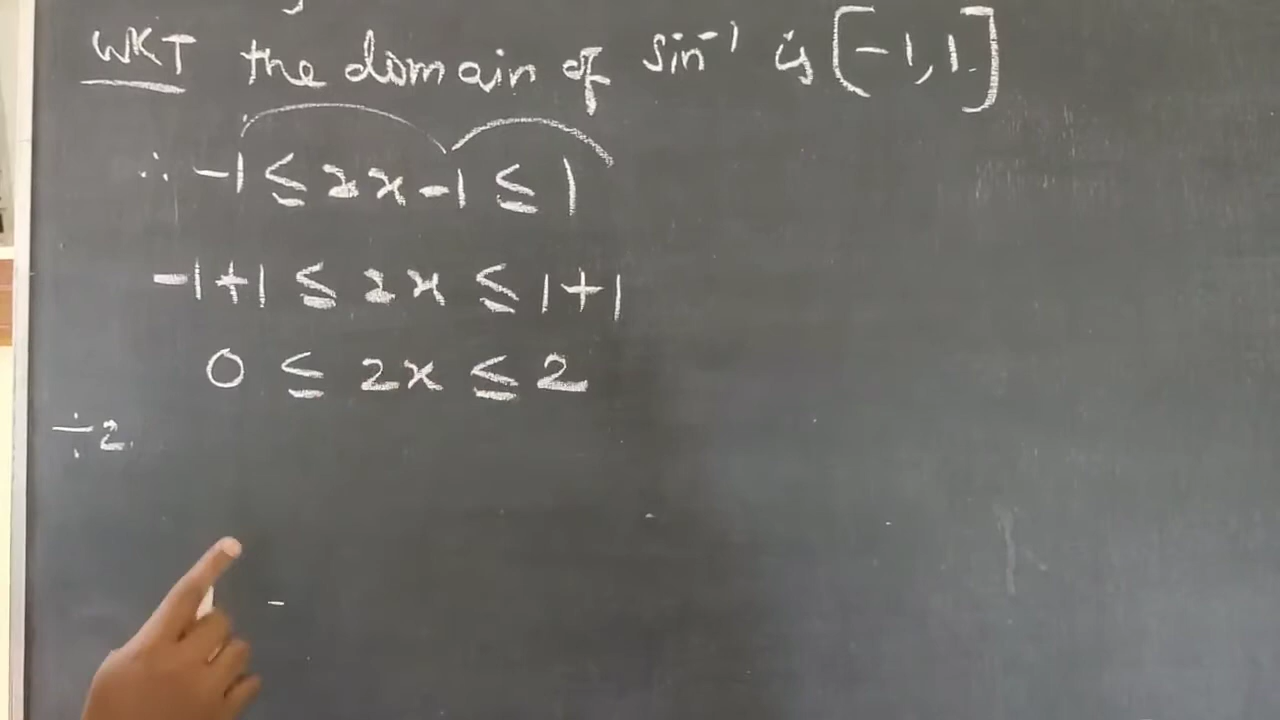 WKT the domain of sin⁻¹ is [-1, 1]
∴ -1 ≤ 2x-1 ≤ 1
-1+1 ≤ 2x ≤ 1+1
0 ≤ 2x ≤ 2
÷2